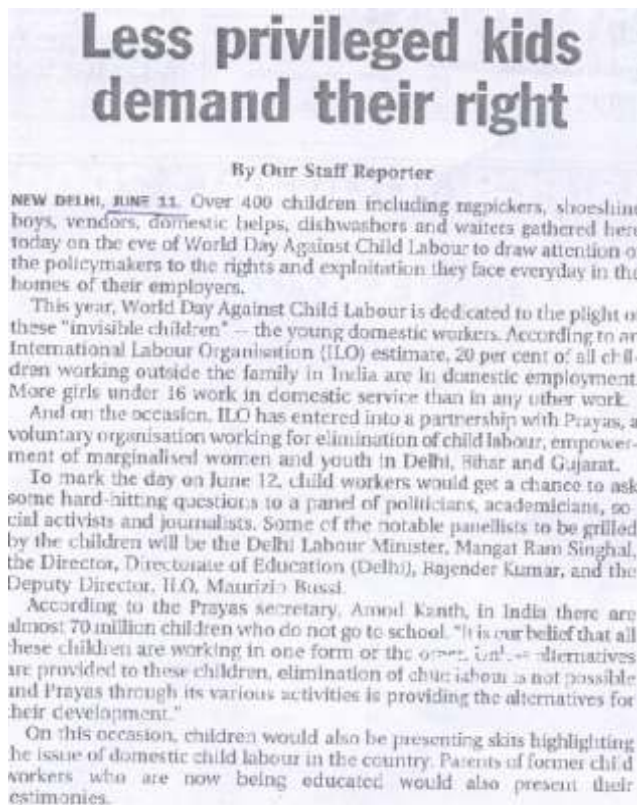 Less privileged kids
demand their right
By Our Staff Reporter
NEW DELHI, JUNE 11. Over 400 children including ragpickers, shoeshine
boys, vendors, domestic helps, dishwashers and waiters gathered here
today on the eve of World Day Against Child Labour to draw attention o
the policymakers to the rights and exploitation they face everyday in the
homes of their employers.
This year, World Day Against Child Labour is dedicated to the plight o
these "invisible children" — the young domestic workers. According to an
International Labour Organisation (ILO) estimate, 20 per cent of all chil-
dren working outside the family in India are in domestic employment
More girls under 16 work in domestic service than in any other work.
And on the occasion, ILO has entered into a partnership with Prayas, a
voluntary organisation working for elimination of child labour, empower-
ment of marginalised women and youth in Delhi, Bihar and Gujarat.
To mark the day on June 12, child workers would get a chance to ask
some hard-hitting questions to a panel of politicians, academicians, so-
cial activists and journalists. Some of the notable panellists to be grilled
by the children will be the Delhi Labour Minister, Mangat Ram Singhal,
the Director, Directorate of Education (Delhi), Rajender Kumar, and the
Deputy Director, ILO, Maurizio Bussi.
According to the Prayas secretary, Amod Kanth, in India there are
almost 70 million children who do not go to school. "It is our belief that all
these children are working in one form or the alternatives
are provided to these children, elimination of child labour is not possible
and Prayas through its various activities is providing the alternatives for
their development."
On this occasion, children would also be presenting skits highlighting
the issue of domestic child labour in the country. Parents of former child
workers who are now being educated would also present their
estimonies.